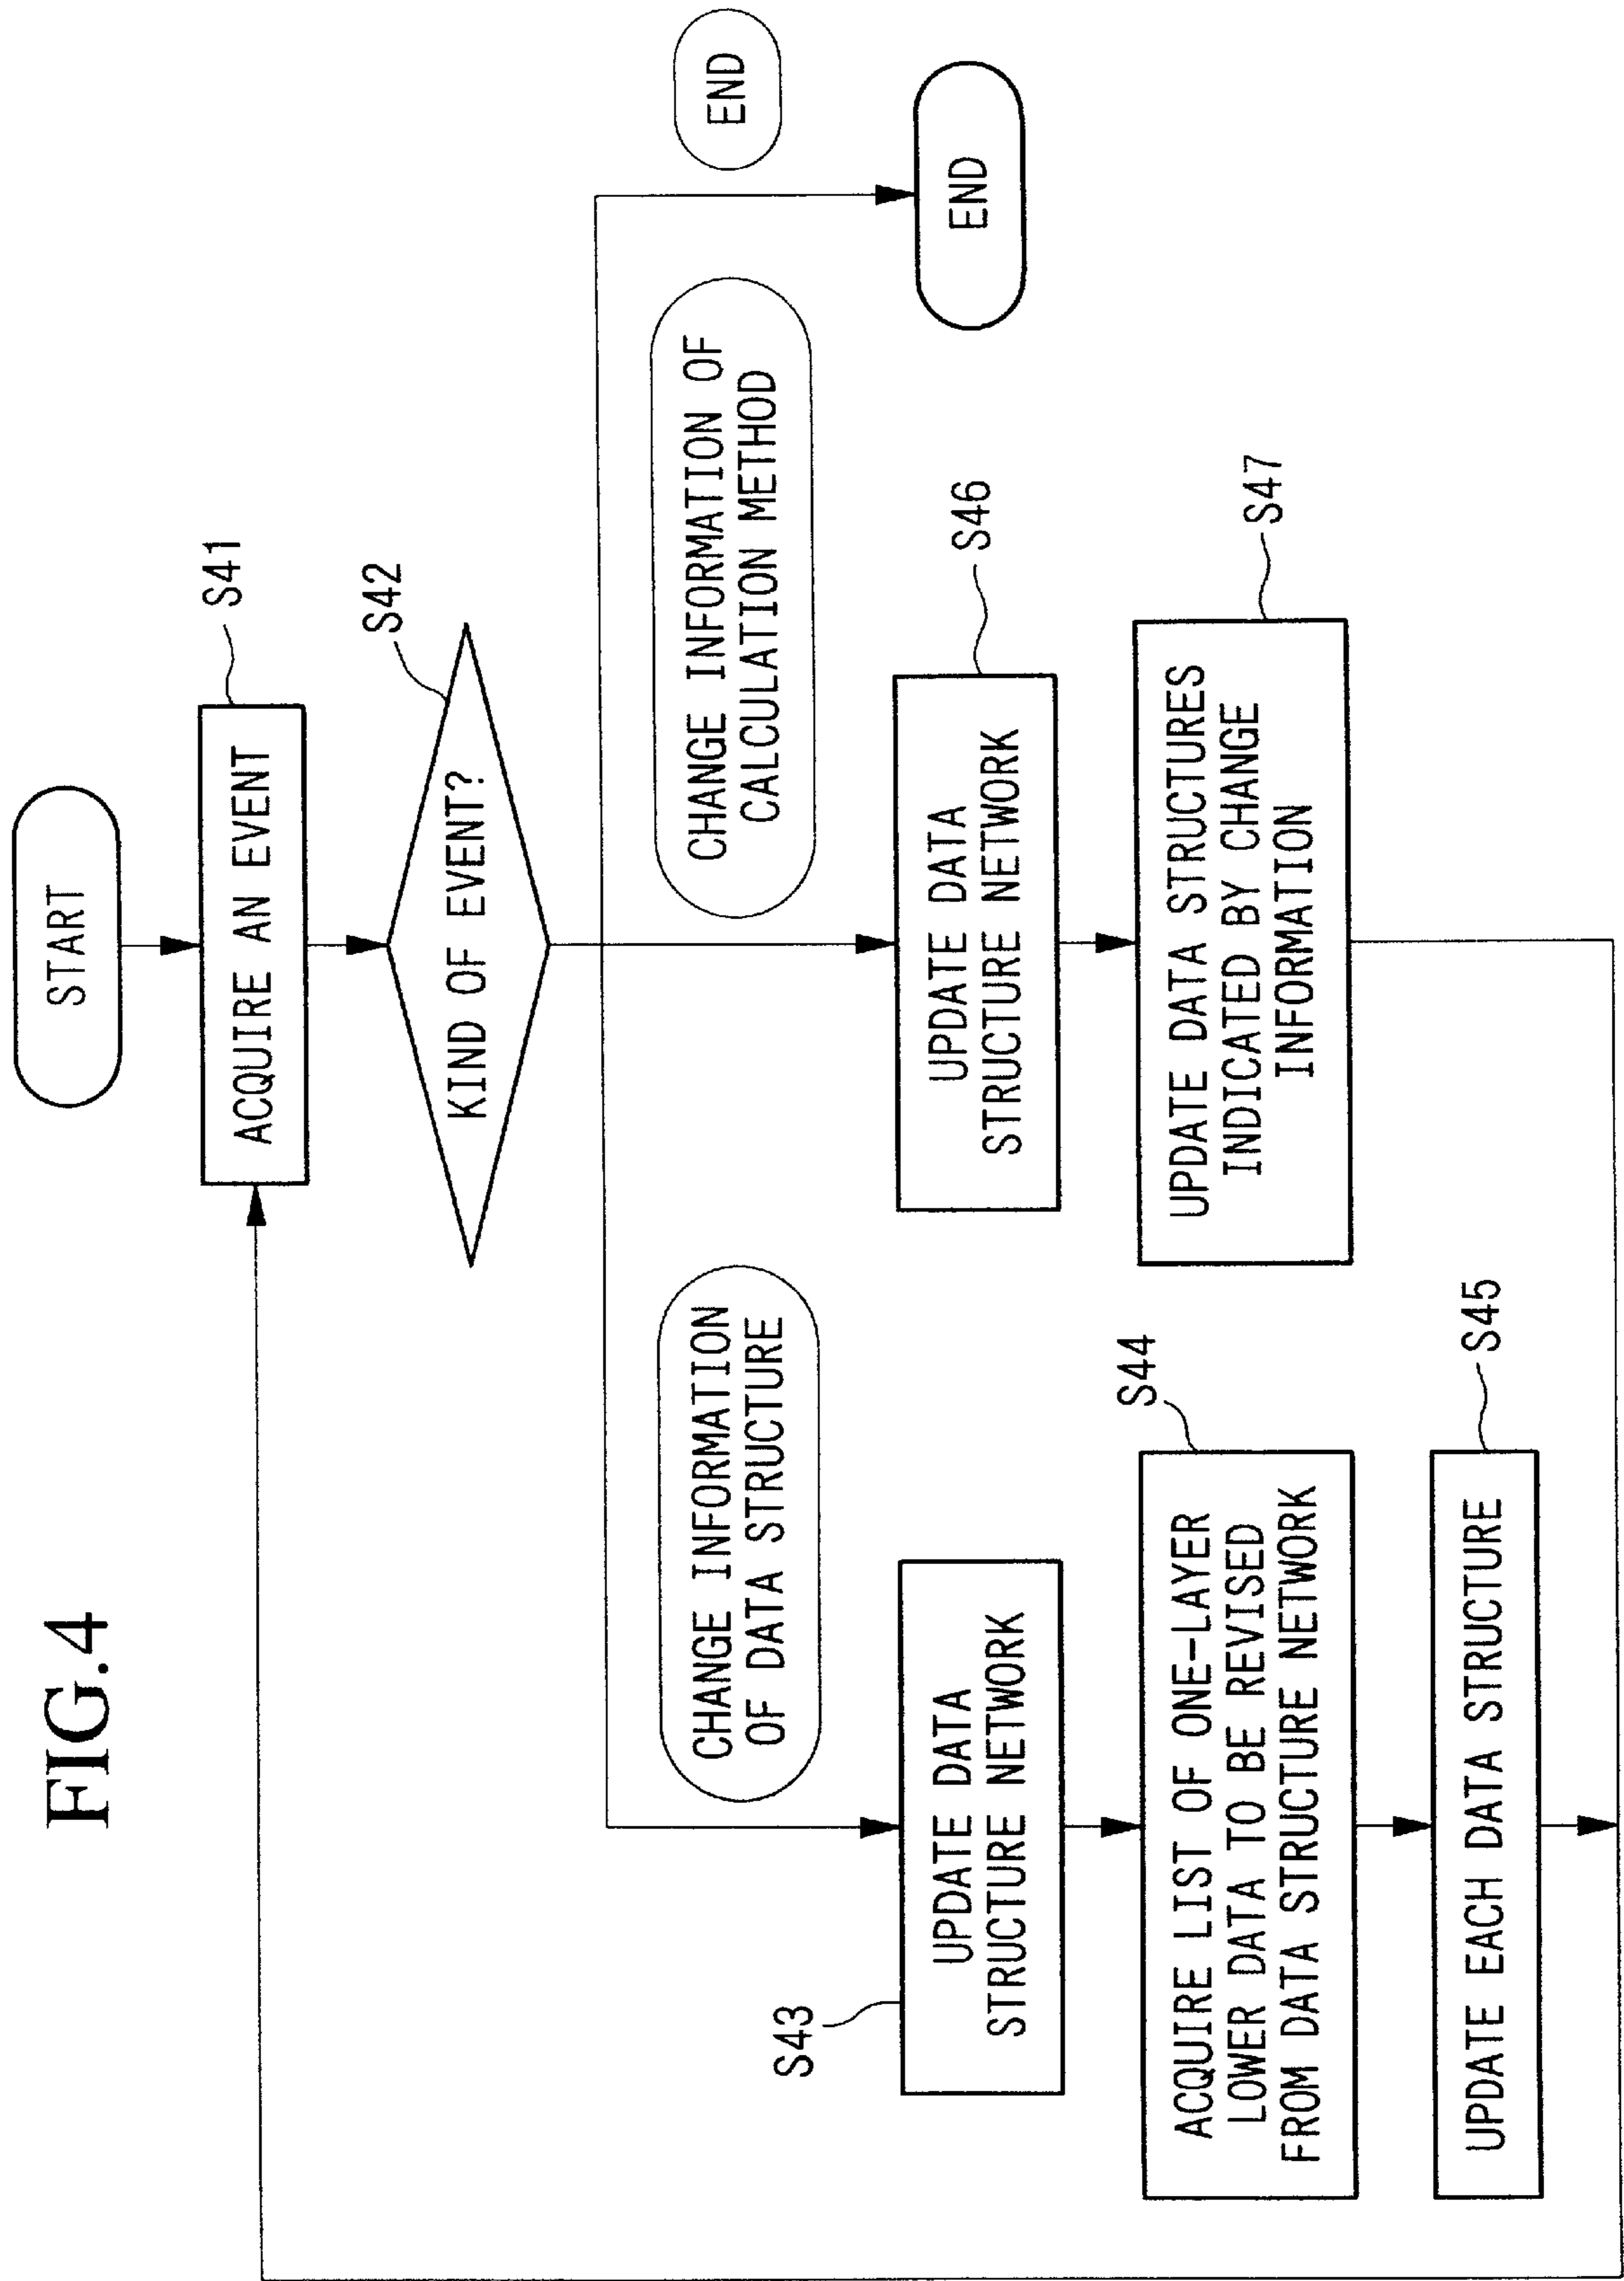 FIG.4
START
ACQUIRE AN EVENT
S41
KIND OF EVENT?
S42
CHANGE INFORMATION
OF DATA STRUCTURE
CHANGE INFORMATION OF
CALCULATION METHOD
END
S43
UPDATE DATA
STRUCTURE NETWORK
ACQUIRE LIST OF ONE-LAYER
LOWER DATA TO BE REVISED
FROM DATA STRUCTURE NETWORK
S44
UPDATE EACH DATA STRUCTURE
S45
UPDATE DATA
STRUCTURE NETWORK
S46
UPDATE DATA STRUCTURES
INDICATED BY CHANGE
INFORMATION
S47
END